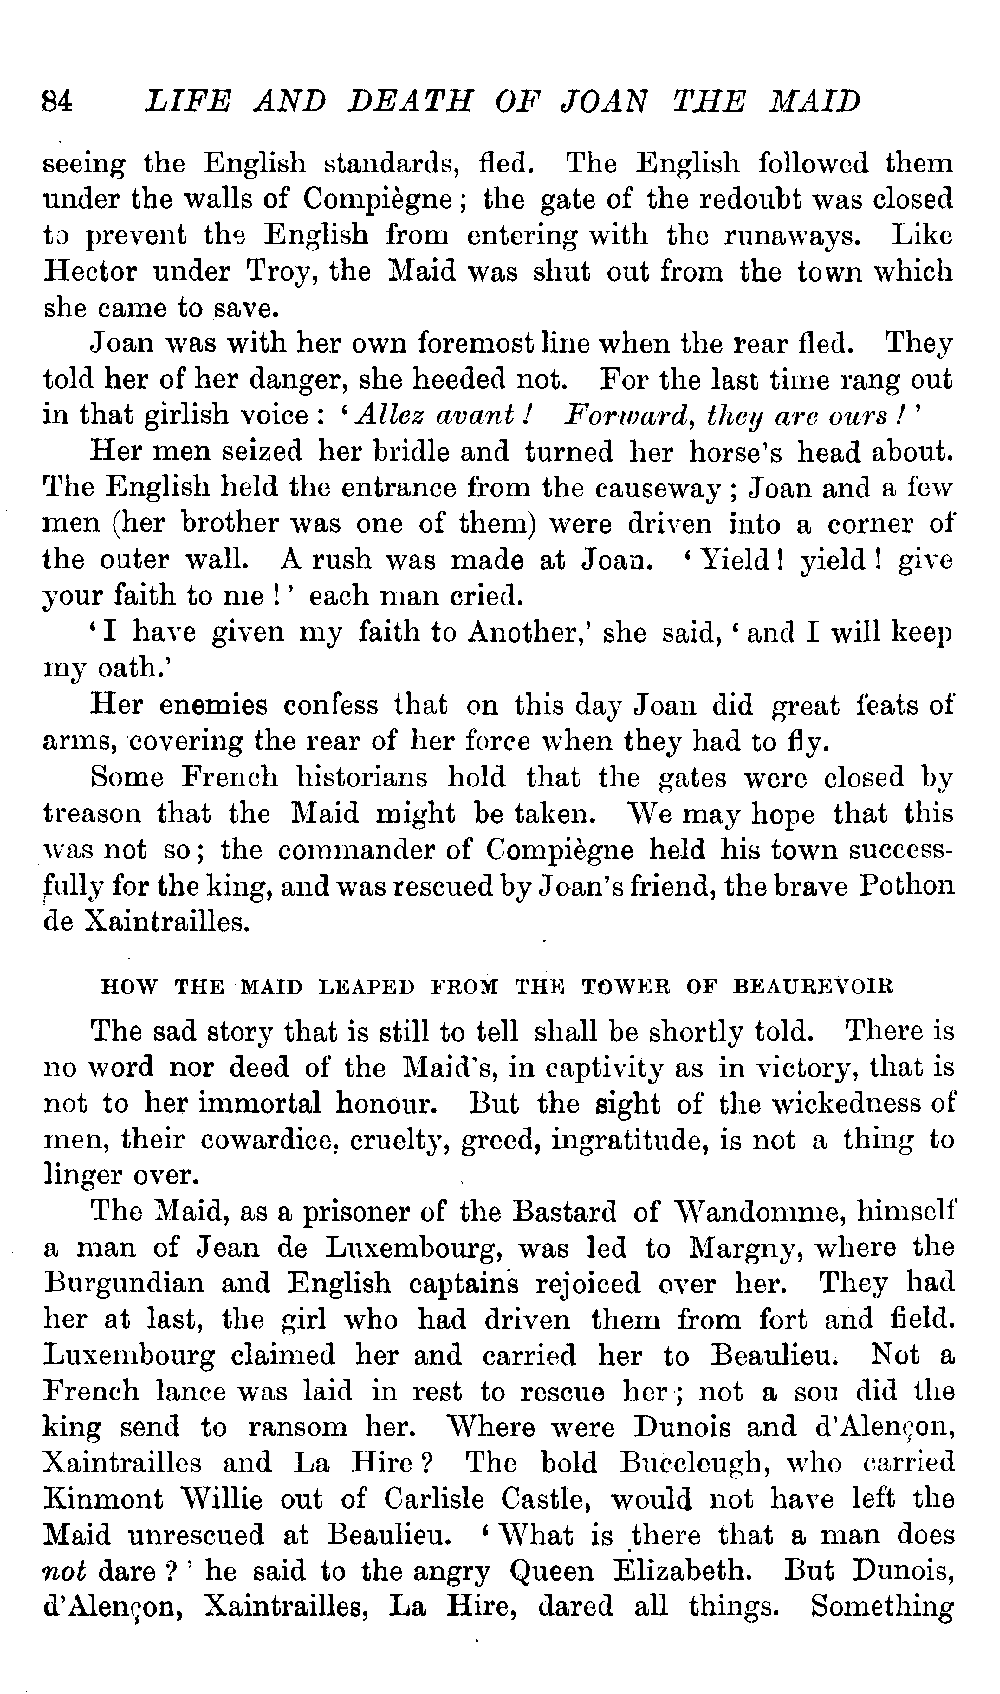 84 LIFE AND DEATH OF JOAN THE MAID
seeing the English standards, fled. The English followed them
under the walls of Compiègne; the gate of the redoubt was closed
to prevent the English from entering with the runaways. Like
Hector under Troy, the Maid was shut out from the town which
she came to save.
Joan was with her own foremost line when the rear fled. They
told her of her danger, she heeded not. For the last time rang out
in that girlish voice: ‘Allez avant! Forward, they are ours!’
Her men seized her bridle and turned her horse's head about.
The English held the entrance from the causeway; Joan and a few
men (her brother was one of them) were driven into a corner of
the outer wall. A rush was made at Joan. ‘Yield! yield! give
your faith to me!’ each man cried.
‘I have given my faith to Another,’ she said, ‘and I will keep
my oath.’
Her enemies confess that on this day Joan did great feats of
arms, covering the rear of her force when they had to fly.
Some French historians hold that the gates were closed by
treason that the Maid might be taken. We may hope that this
was not so; the commander of Compiègne held his town success-
fully for the king, and was rescued by Joan's friend, the brave Pothon
de Xaintrailles.
HOW THE MAID LEAPED FROM THE TOWER OF BEAUREVOIR
The sad story that is still to tell shall be shortly told. There is
no word nor deed of the Maid's, in captivity as in victory, that is
not to her immortal honour. But the sight of the wickedness of
men, their cowardice, cruelty, greed, ingratitude, is not a thing to
linger over.
The Maid, as a prisoner of the Bastard of Wandomme, himself
a man of Jean de Luxembourg, was led to Margny, where the
Burgundian and English captains rejoiced over her. They had
her at last, the girl who had driven them from fort and field.
Luxembourg claimed her and carried her to Beaulieu. Not a
French lance was laid in rest to rescue her; not a sou did the
king send to ransom her. Where were Dunois and d'Alençon,
Xaintrailles and La Hire? The bold Buccleugh, who carried
Kinmont Willie out of Carlisle Castle, would not have left the
Maid unrescued at Beaulieu. ‘What is there that a man does
not dare?’ he said to the angry Queen Elizabeth. But Dunois,
d'Alençon, Xaintrailles, La Hire, dared all things. Something